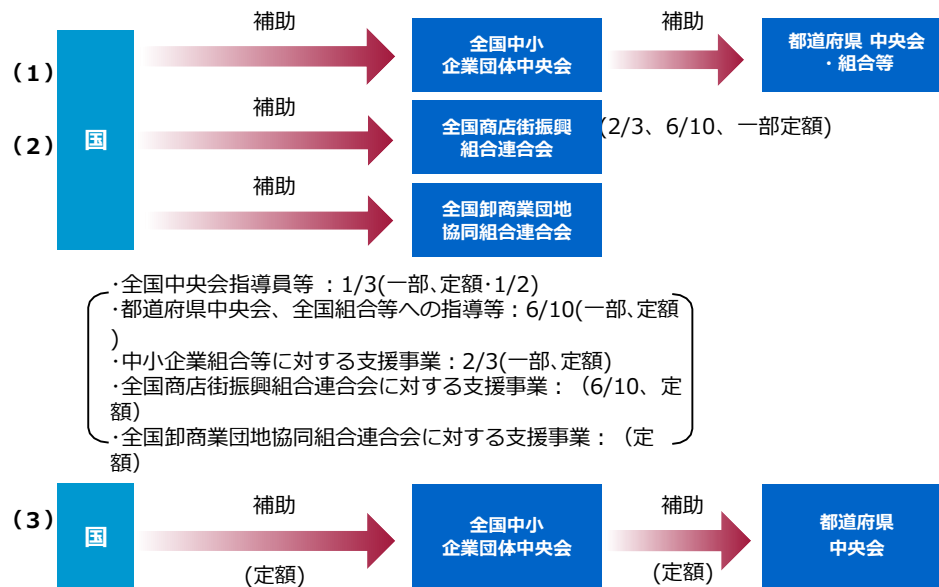 補助
補助
(1)
国
全国中小
企業団体中央会
都道府県 中央会
・組合等
補助
(2)
全国商店街振興
組合連合会
(2/3、6/10、一部定額)
補助
全国卸商業団地
協同組合連合会
・全国中央会指導員等 : 1/3(一部、定額・1/2)
・都道府県中央会、全国組合等への指導等 : 6/10(一部、定額
)
・中小企業組合等に対する支援事業 : 2/3(一部、定額)
・全国商店街振興組合連合会に対する支援事業 : (6/10、定
額)
・全国卸商業団地協同組合連合会に対する支援事業 : (定
額)
(3)
国
補助
(定額)
全国中小
企業団体中央会
補助
(定額)
都道府県
中央会